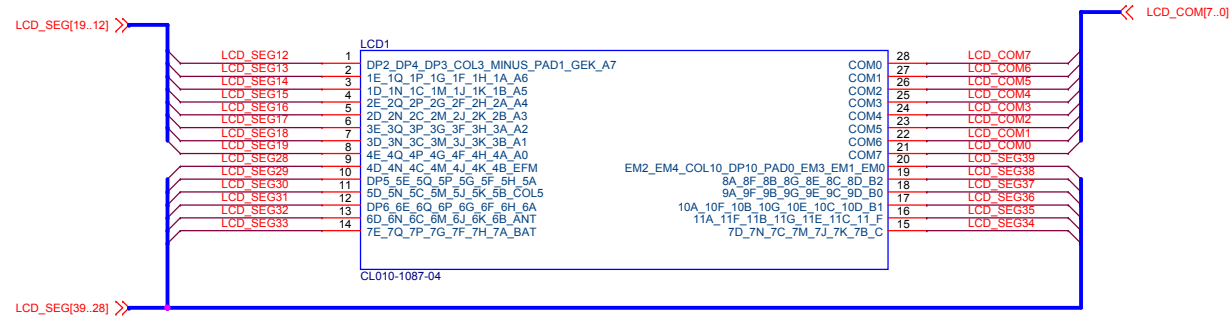 LCD_COM[7..0]
LCD_SEG[19..12]
LCD1
LCD_SEG12 1 DP2_DP4_DP3_COL3_MINUS_PAD1_GEK_A7 COM0 28 LCD_COM7
LCD_SEG13 2 1E_1Q_1P_1G_1F_1H_1A_A6 COM1 27 LCD_COM6
LCD_SEG14 3 1D_1N_1C_1M_1J_1K_1B_A5 COM2 26 LCD_COM5
LCD_SEG15 4 2E_2Q_2P_2G_2F_2H_2A_A4 COM3 25 LCD_COM4
LCD_SEG16 5 2D_2N_2C_2M_2J_2K_2B_A3 COM4 24 LCD_COM3
LCD_SEG17 6 3E_3Q_3P_3G_3F_3H_3A_A2 COM5 23 LCD_COM2
LCD_SEG18 7 3D_3N_3C_3M_3J_3K_3B_A1 COM6 22 LCD_COM1
LCD_SEG19 8 4E_4Q_4P_4G_4F_4H_4A_A0 COM7 21 LCD_COM0
LCD_SEG28 9 4D_4N_4C_4M_4J_4K_4B_EFM EM2_EM4_COL10_DP10_PAD0_EM3_EM1_EM0 20 LCD_SEG39
LCD_SEG29 10 DP5_5E_5Q_5P_5G_5F_5H_5A 8A_8F_8B_8G_8E_8C_8D_B2 19 LCD_SEG38
LCD_SEG30 11 5D_5N_5C_5M_5J_5K_5B_COL5 9A_9F_9B_9G_9E_9C_9D_B0 18 LCD_SEG37
LCD_SEG31 12 DP6_6E_6Q_6P_6G_6F_6H_6A 10A_10F_10B_10G_10E_10C_10D_B1 17 LCD_SEG36
LCD_SEG32 13 6D_6N_6C_6M_6J_6K_6B_ANT 11A_11F_11B_11G_11E_11C_11_F 16 LCD_SEG35
LCD_SEG33 14 7E_7Q_7P_7G_7F_7H_7A_BAT 7D_7N_7C_7M_7J_7K_7B_C 15 LCD_SEG34
CL010-1087-04
LCD_SEG[39..28]